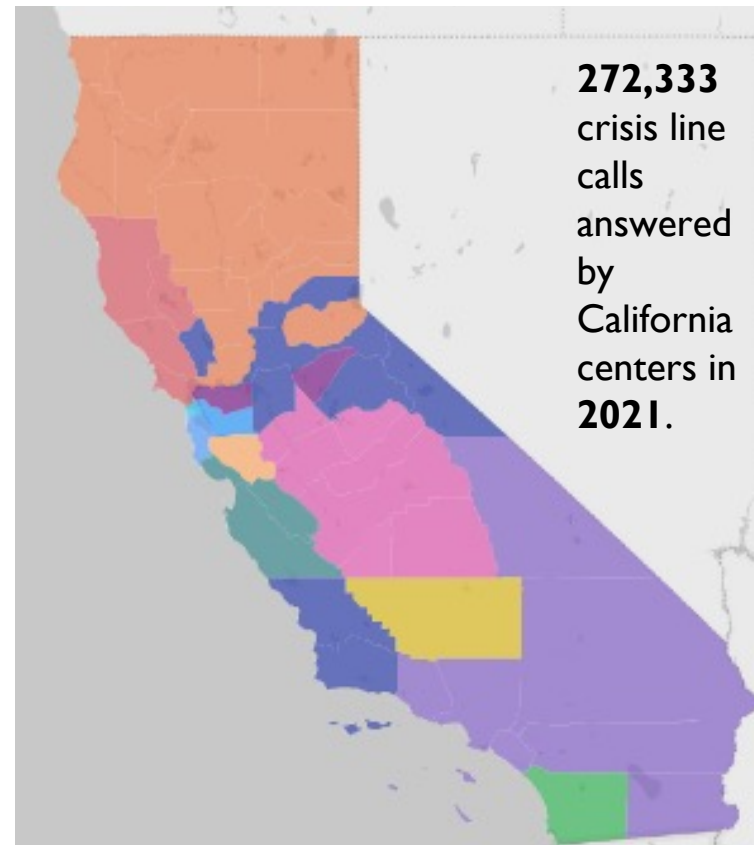 272,333
crisis line
calls
answered
by
California
centers in
2021.